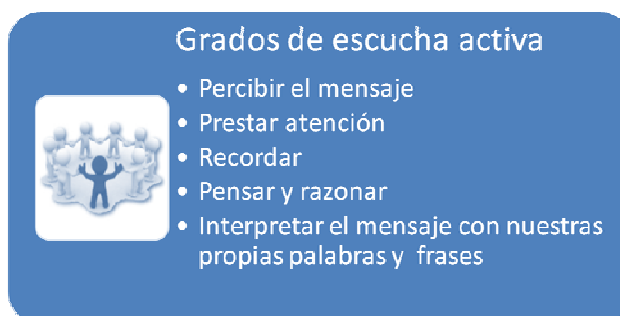 Grados de escucha activa
• Percibir el mensaje
• Prestar atención
• Recordar
• Pensar y razonar
• Interpretar el mensaje con nuestras
propias palabras y frases